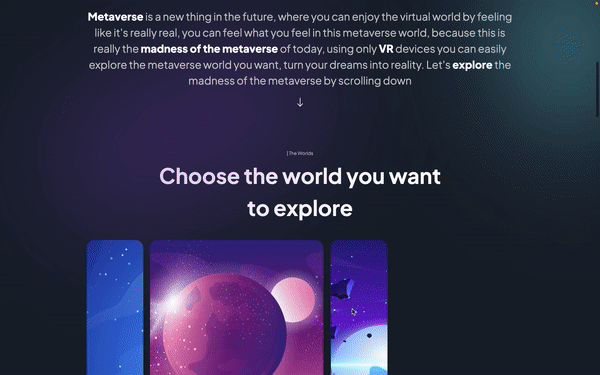 Metaverse is a new thing in the future, where you can enjoy the virtual world by feeling
like it's really real, you can feel what you feel in this metaverse world, because this is
really the madness of the metaverse of today, using only VR devices you can easily
explore the metaverse world you want, turn your dreams into reality. Let's explore the
madness of the metaverse by scrolling down
| The Worlds
Choose the world you want
to explore